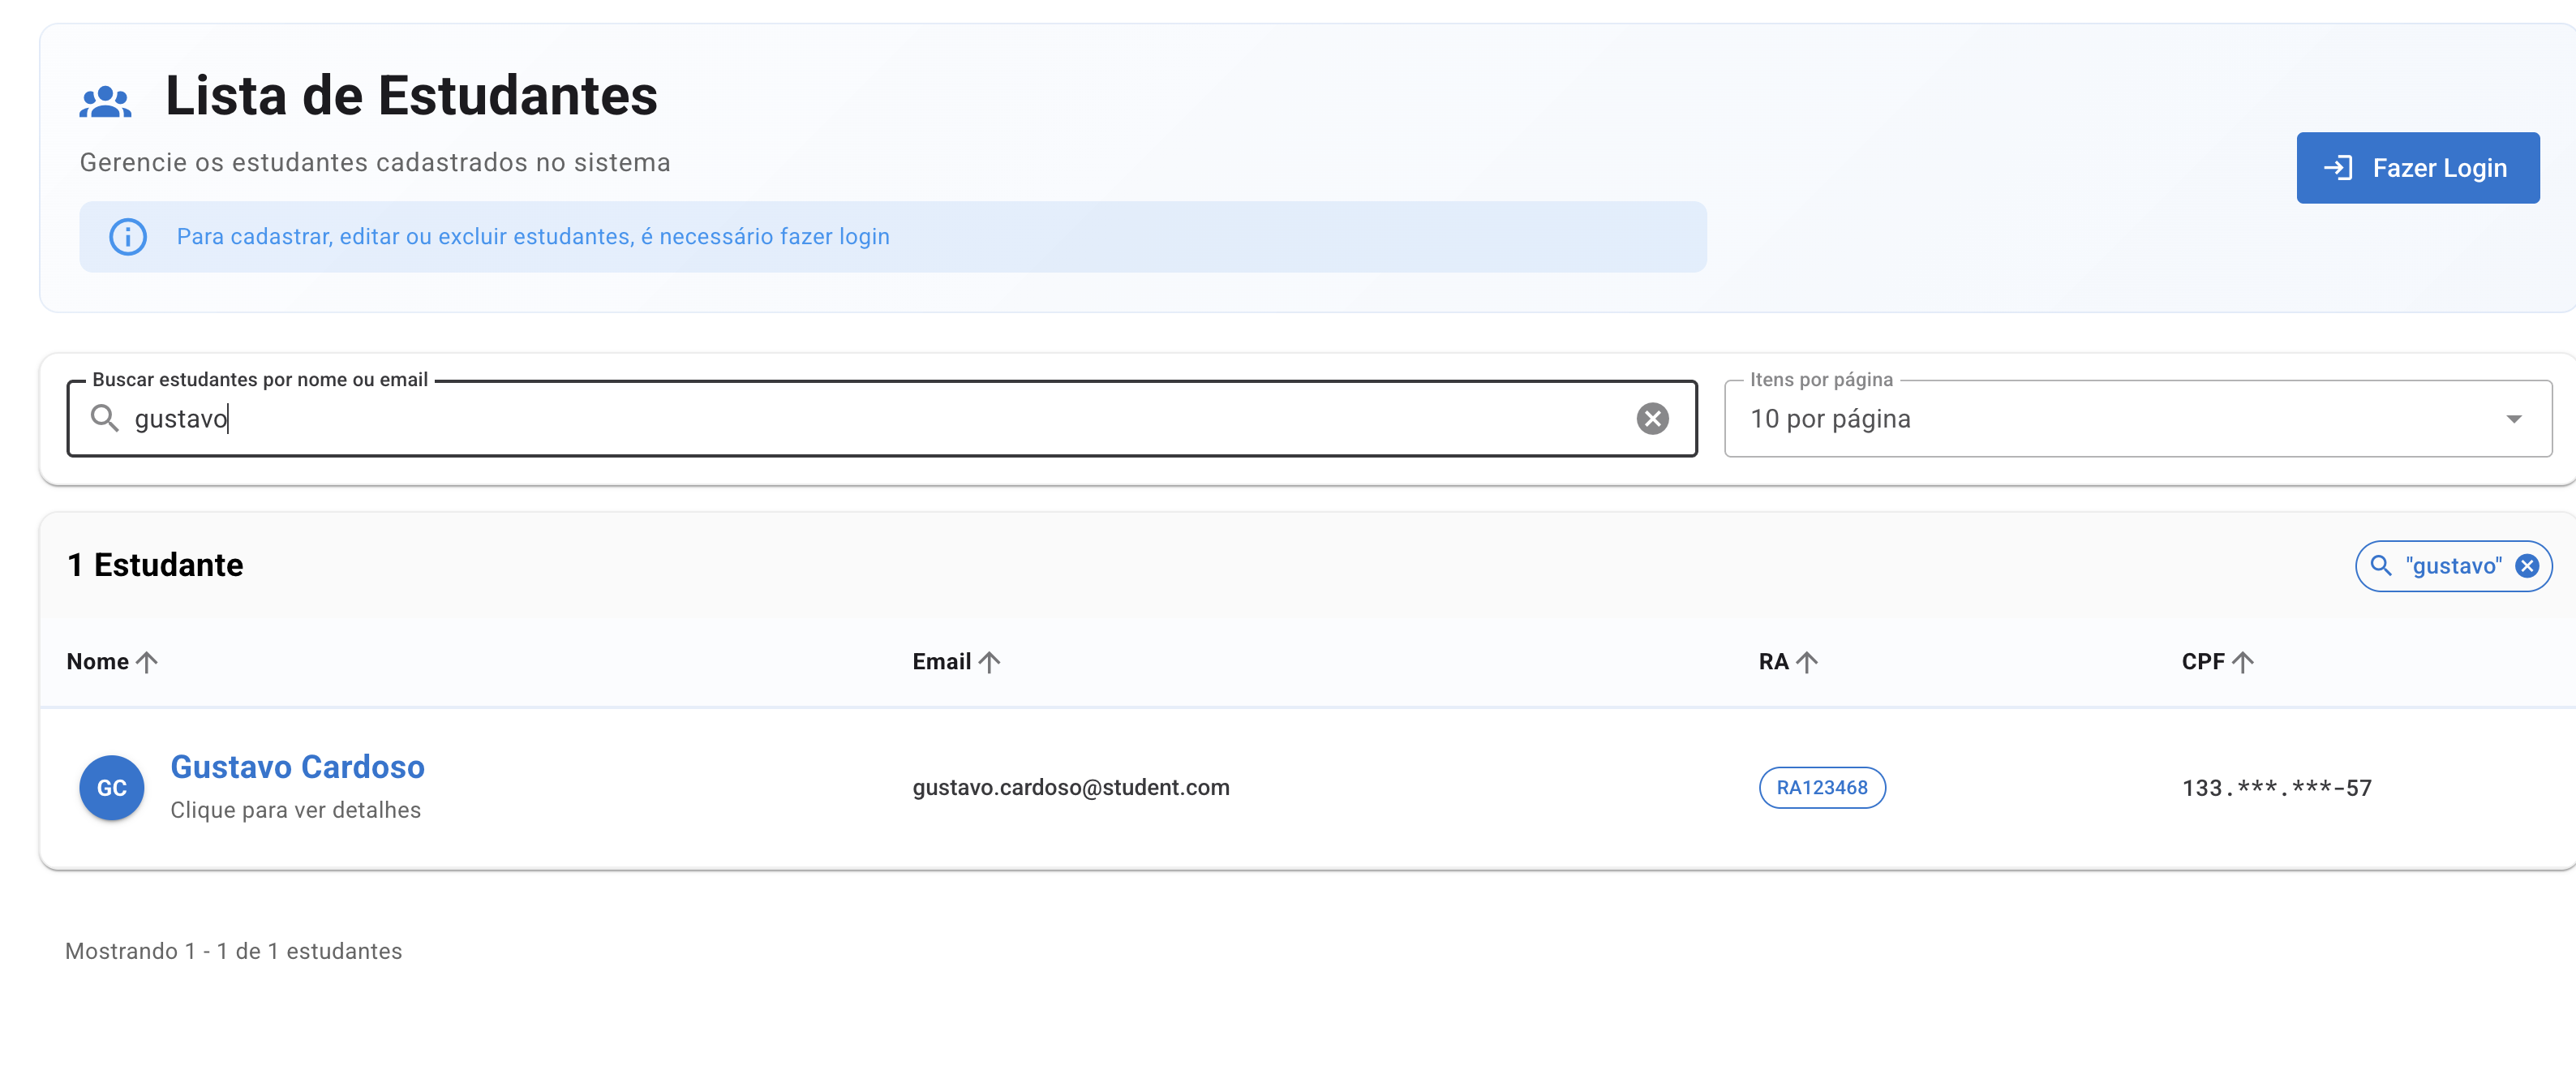 Lista de Estudantes
Gerencie os estudantes cadastrados no sistema
Para cadastrar, editar ou excluir estudantes, é necessário fazer login
Fazer Login
Buscar estudantes por nome ou email
gustavo
Itens por página
10 por página
1 Estudante
"gustavo"
Nome Email RA CPF
GC
Gustavo Cardoso
Clique para ver detalhes
gustavo.cardoso@student.com
RA123468
133.***.***-57
Mostrando 1 - 1 de 1 estudantes